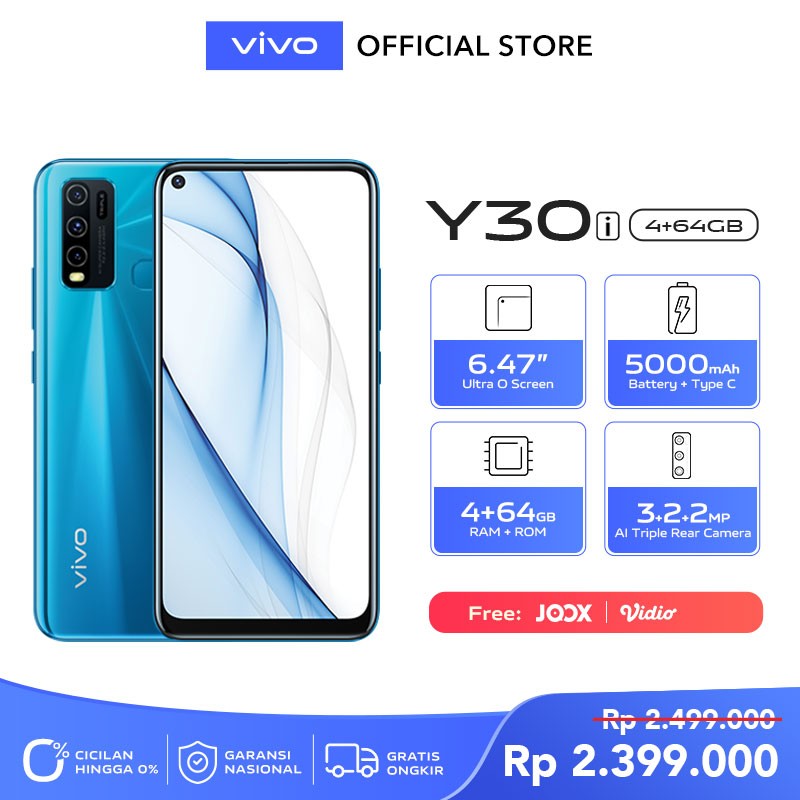 vivo OFFICIAL STORE
Y30i 4+64GB
6.47"
Ultra O Screen
5000mAh
Battery + Type C
4+64GB
RAM + ROM
3+2+2MP
AI Triple Rear Camera
vivo
Free: JOOX | Vidio
0% CICILAN
HINGGA 0%
GARANSI
NASIONAL
GRATIS
ONGKIR
Rp 2.499.000
Rp 2.399.000